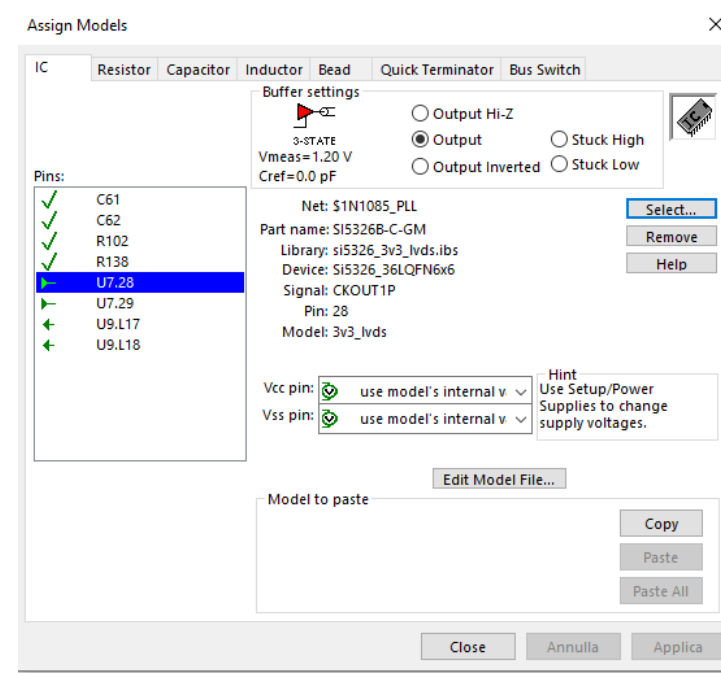 Assign Models
IC Resistor Capacitor Inductor Bead Quick Terminator Bus Switch
Buffer settings
3-STATE
Vmeas=1.20 V
Cref=0.0 pF
Output Hi-Z
Output
Stuck High
Output Inverted
Stuck Low
IC
Pins:
C61
C62
R102
R138
U7.28
U7.29
U9.L17
U9.L18
Net: $1N1085_PLL
Part name: SI5326B-C-GM
Library: si5326_3v3_lvds.ibs
Device: Si5326_36LQFN6x6
Signal: CKOUT1P
Pin: 28
Model: 3v3_lvds
Select...
Remove
Help
Vcc pin: use model's internal v
Vss pin: use model's internal v
Hint
Use Setup/Power
Supplies to change
supply voltages.
Edit Model File...
Model to paste
Copy
Paste
Paste All
Close Annulla Applica